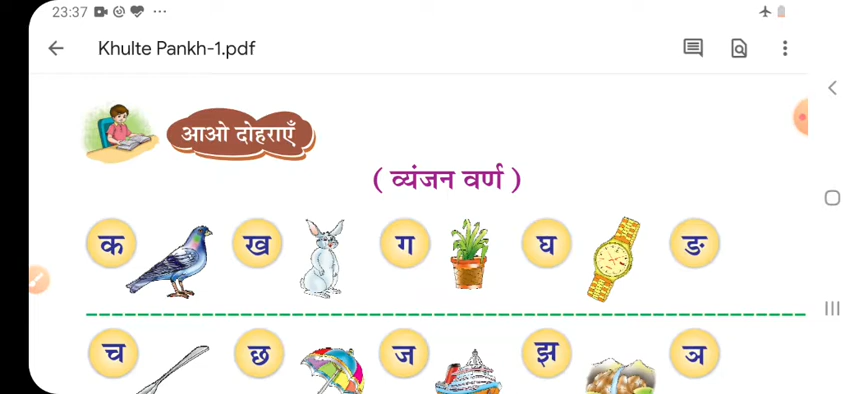 23:37
Khulte Pankh-1.pdf
आओ दोहराएँ
( व्यंजन वर्ण )
क ख ग घ ङ
च छ ज झ ञ